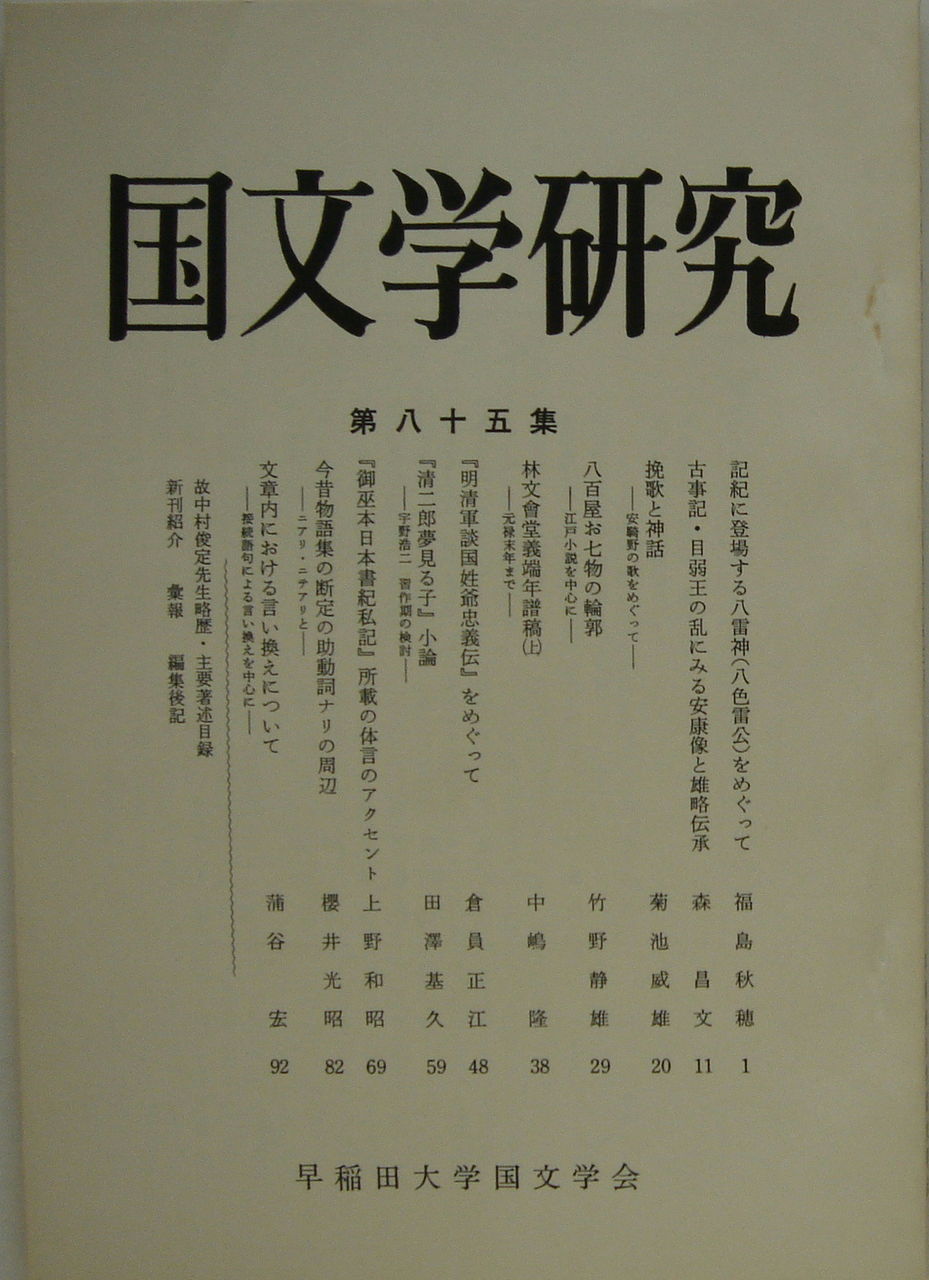 国文学研究
第八十五集
記紀に登場する八雷神(八色雷公)をめぐって 福島秋穂 1
古事記・目弱王の乱にみる安康像と雄略伝承 森昌文 11
挽歌と神話 菊池威雄 20
――安騎野の歌をめぐって――
八百屋お七物の輪郭 竹野静雄 29
――江戸小説を中心に――
林文會堂義端年譜稿(上) 中嶋隆 38
――元禄末年まで――
『明清軍談国姓爺忠義伝』をめぐって 倉員正江 48
『清二郎夢見る子』小論 田澤基久 59
――宇野浩二 習作期の検討――
『御巫本日本書紀私記』所載の体言のアクセント 上野和昭 69
今昔物語集の断定の助動詞ナリの周辺 櫻井光昭 82
――ニアリ・ニテアリと――
文章内における言い換えについて 蒲谷宏 92
――接続語句による言い換えを中心に――
故中村俊定先生略歴・主要著述目録
新刊紹介 彙報 編集後記
早稲田大学国文学会